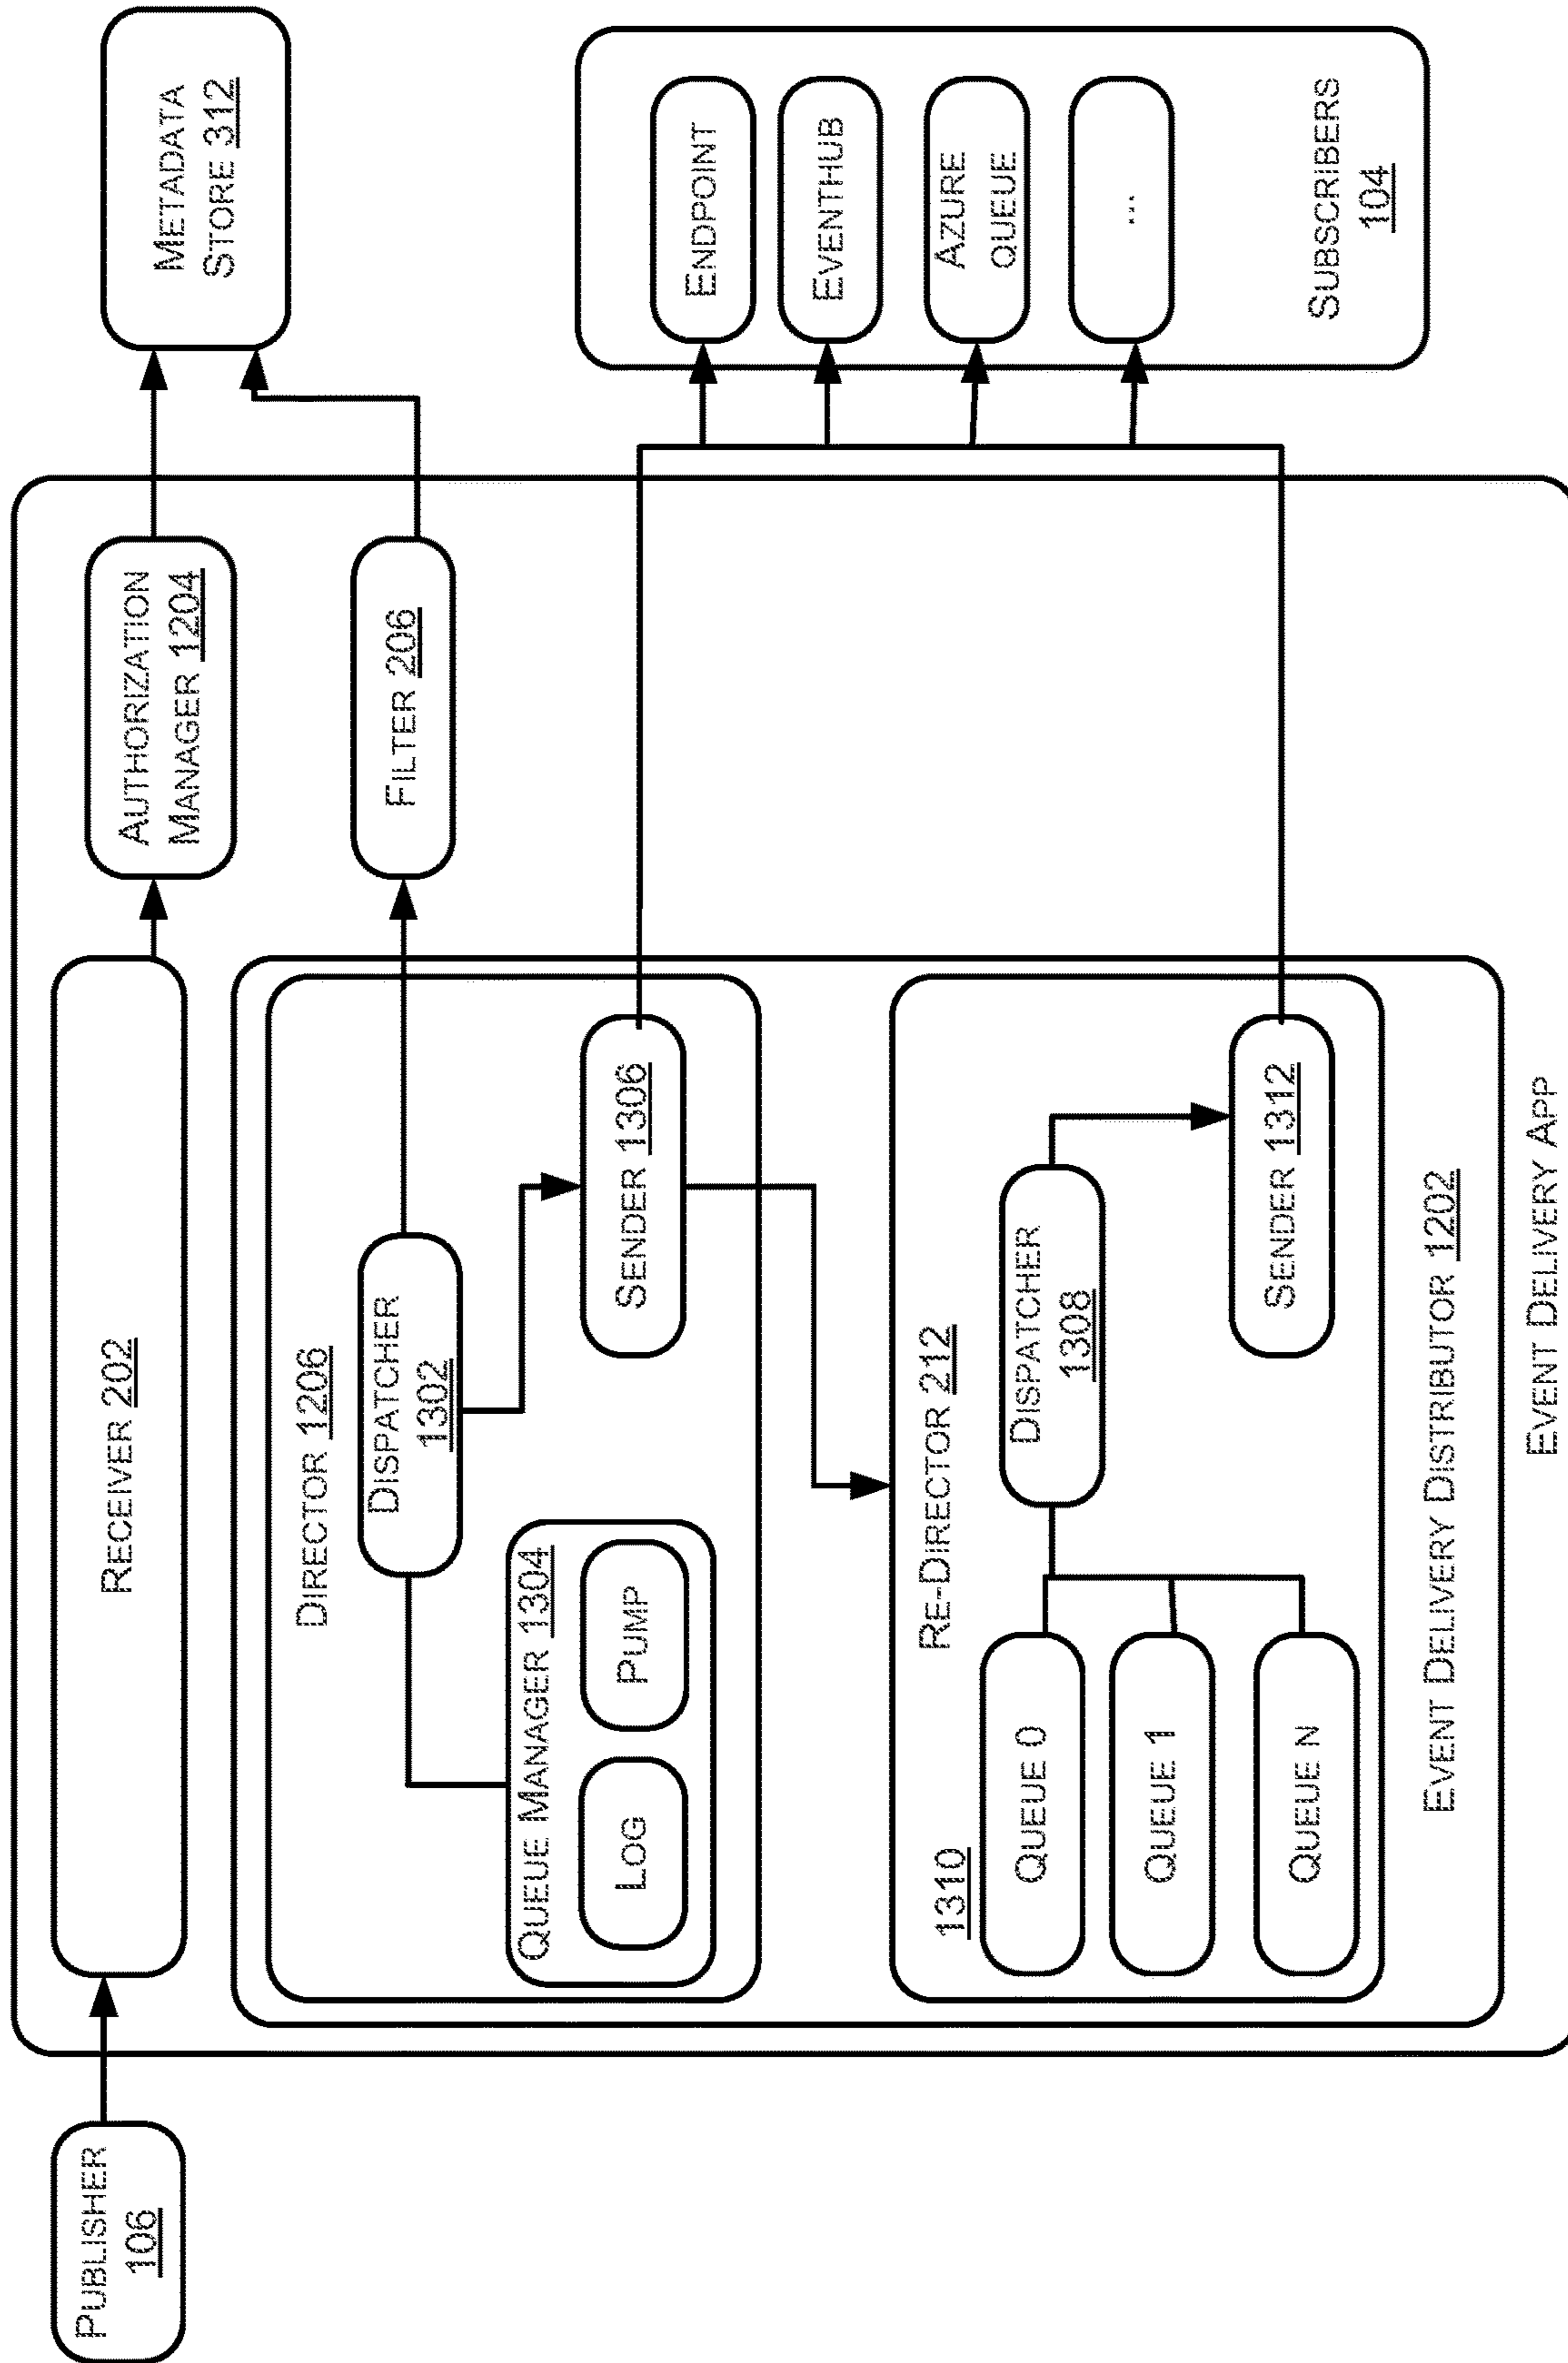 PUBLISHER
106
RECEIVER 202
AUTHORIZATION
MANAGER 1204
METADATA
STORE 312
DIRECTOR 1206
DISPATCHER
1302
FILTER 206
QUEUE MANAGER 1304
LOG
PUMP
SENDER 1306
RE-DIRECTOR 212
1310
QUEUE 0
QUEUE 1
QUEUE N
DISPATCHER
1308
SENDER 1312
EVENT DELIVERY DISTRIBUTOR 1202
EVENT DELIVERY APP
ENDPOINT
EVENTHUB
AZURE
QUEUE
...
SUBSCRIBERS
104